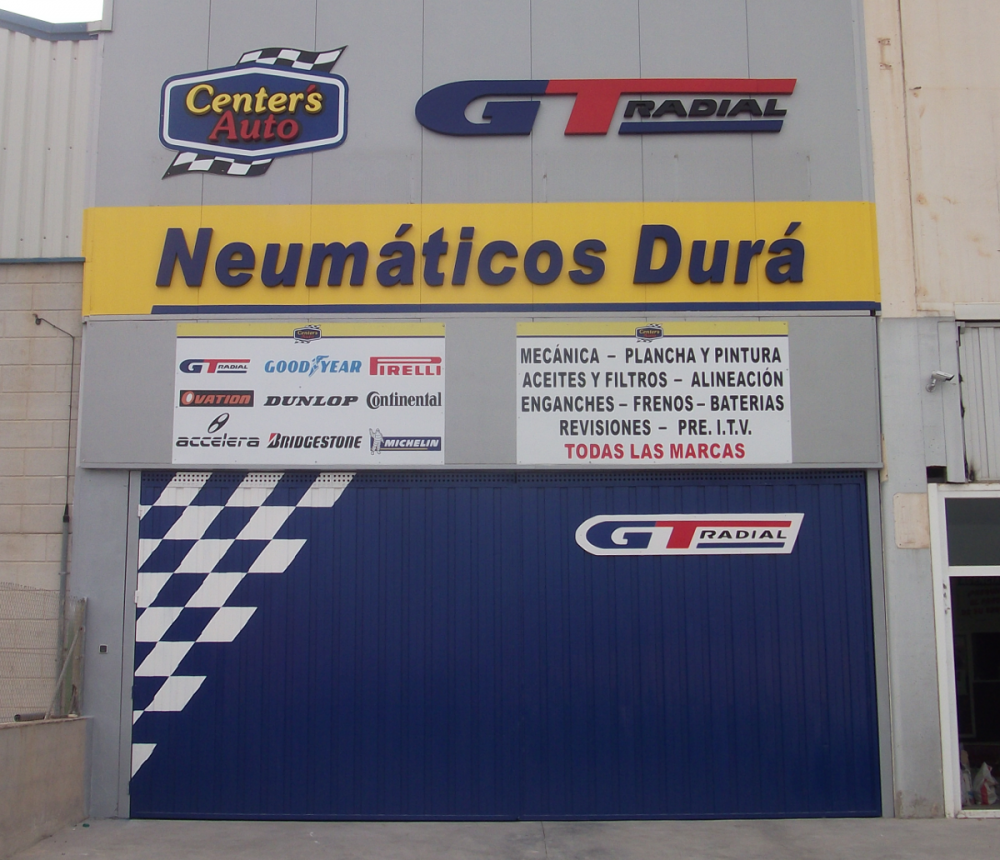 Center's
Auto
GT RADIAL
Neumáticos Durá
Center's
GT RADIAL GOODYEAR PIRELLI
OVATION DUNLOP Continental
accelera BRIDGESTONE MICHELIN
MECÁNICA – PLANCHA Y PINTURA
ACEITES Y FILTROS – ALINEACIÓN
ENGANCHES – FRENOS – BATERIAS
REVISIONES – PRE. I.T.V.
TODAS LAS MARCAS
GT RADIAL